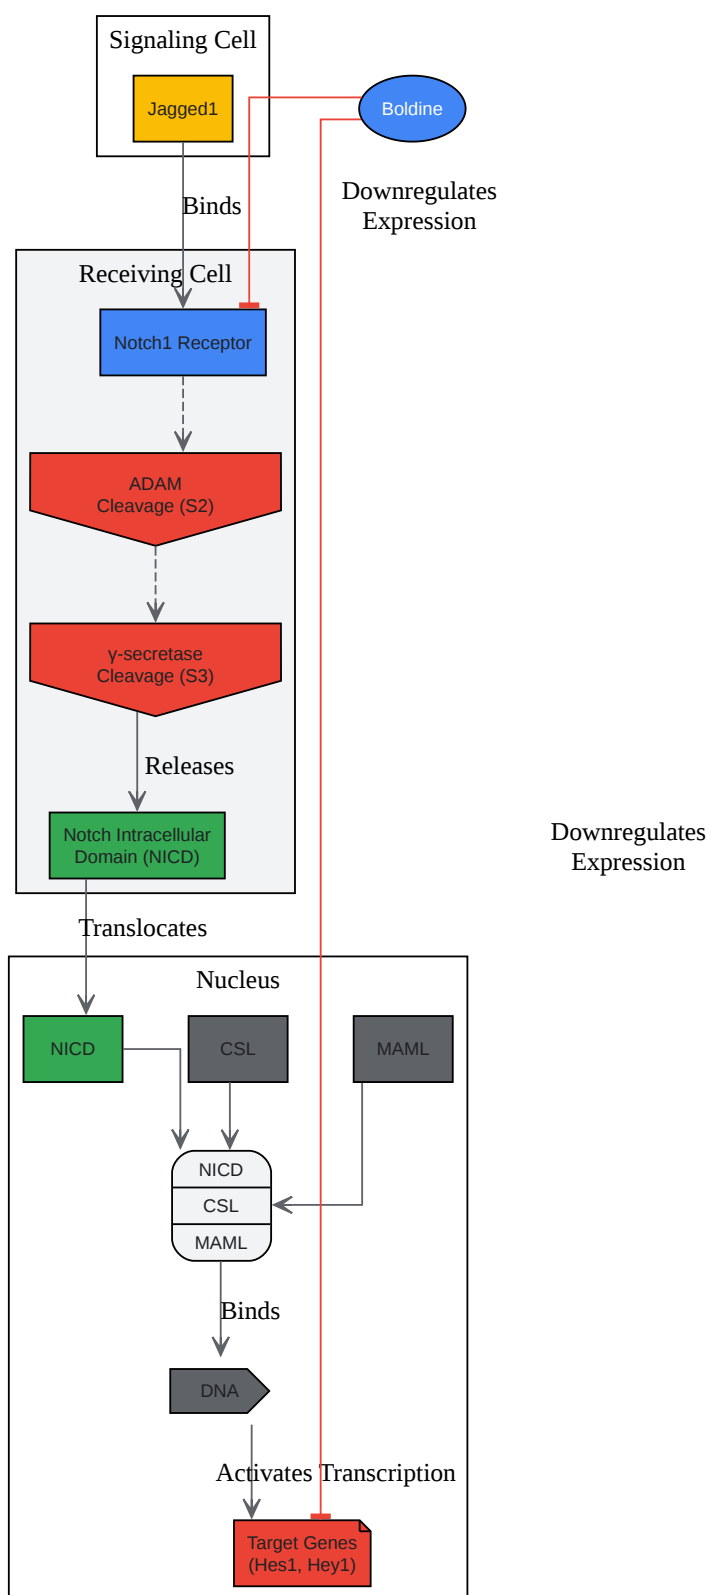 Signaling Cell
Jagged1
Boldine
Downregulates
Expression
Binds
Receiving Cell
Notch1 Receptor
ADAM
Cleavage (S2)
γ-secretase
Cleavage (S3)
Releases
Notch Intracellular
Domain (NICD)
Downregulates
Expression
Translocates
Nucleus
NICD
CSL
MAML
NICD
CSL
MAML
Binds
DNA
Activates Transcription
Target Genes
(Hes1, Hey1)